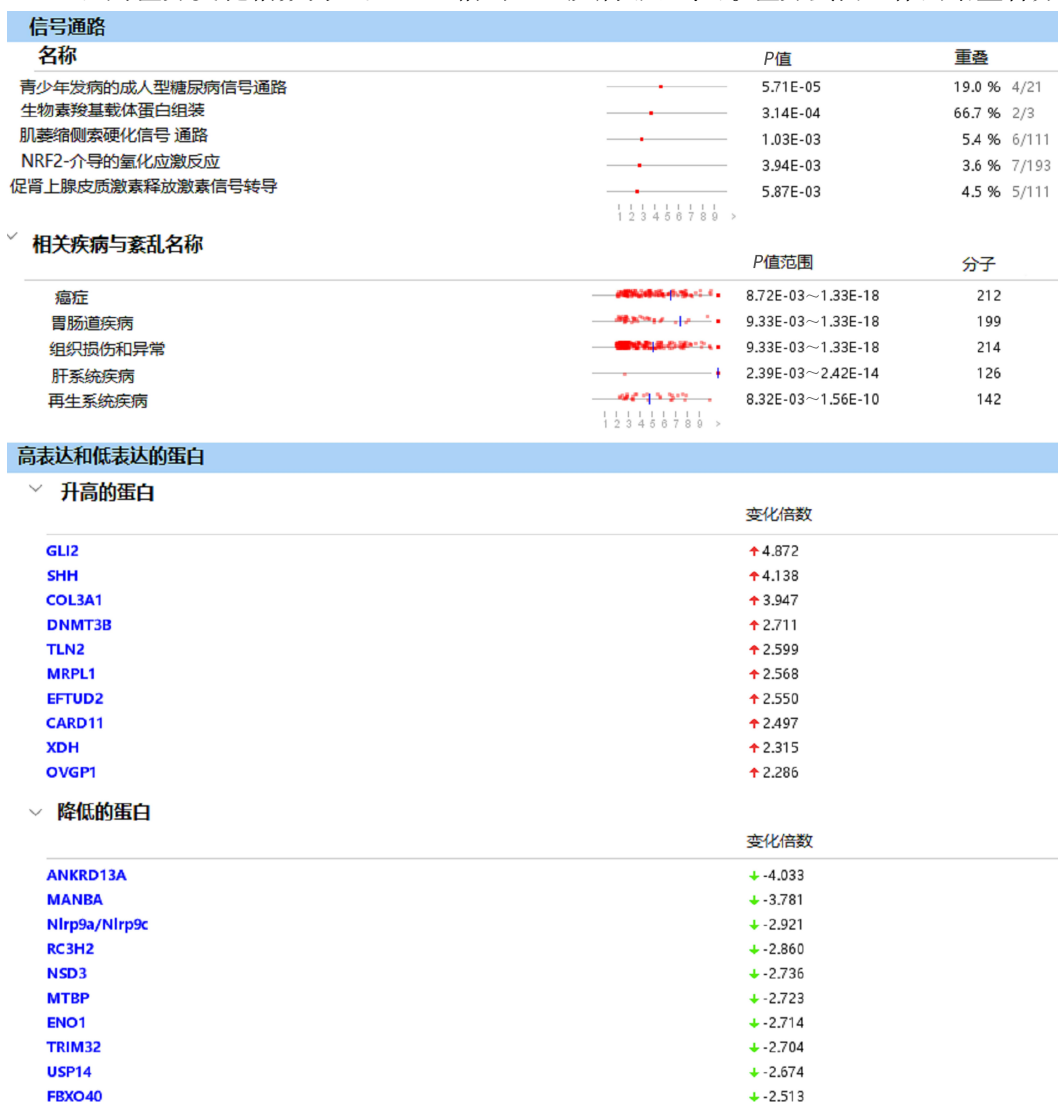 信号通路
名称 P值 重叠
青少年发病的成人型糖尿病信号通路 5.71E-05 19.0 % 4/21
生物素羧基载体蛋白组装 3.14E-04 66.7 % 2/3
肌萎缩侧索硬化信号 通路 1.03E-03 5.4 % 6/111
NRF2-介导的氧化应激反应 3.94E-03 3.6 % 7/193
促肾上腺皮质激素释放激素信号转导 5.87E-03 4.5 % 5/111
1 2 3 4 5 6 7 8 9 >
相关疾病与紊乱名称
P值范围 分子
癌症 8.72E-03～1.33E-18 212
胃肠道疾病 9.33E-03～1.33E-18 199
组织损伤和异常 9.33E-03～1.33E-18 214
肝系统疾病 2.39E-03～2.42E-14 126
再生系统疾病 8.32E-03～1.56E-10 142
1 2 3 4 5 6 7 8 9 >
高表达和低表达的蛋白
升高的蛋白
变化倍数
GLI2 ↑ 4.872
SHH ↑ 4.138
COL3A1 ↑ 3.947
DNMT3B ↑ 2.711
TLN2 ↑ 2.599
MRPL1 ↑ 2.568
EFTUD2 ↑ 2.550
CARD11 ↑ 2.497
XDH ↑ 2.315
OVGP1 ↑ 2.286
降低的蛋白
变化倍数
ANKRD13A ↓ -4.033
MANBA ↓ -3.781
Nlrp9a/Nlrp9c ↓ -2.921
RC3H2 ↓ -2.860
NSD3 ↓ -2.736
MTBP ↓ -2.723
ENO1 ↓ -2.714
TRIM32 ↓ -2.704
USP14 ↓ -2.674
FBXO40 ↓ -2.513